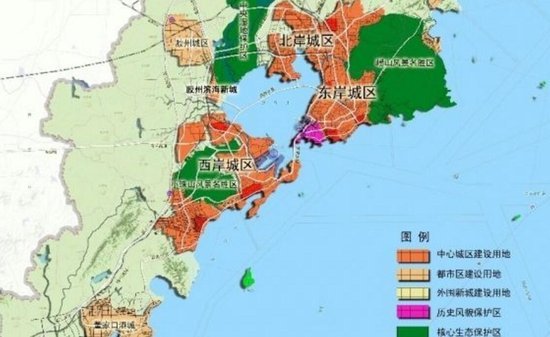 胶州城区
北岸城区
崂山风景名胜区
东岸城区
胶州滨海新城
西岸城区
小珠山风景名胜区
董家口港城
图 例
中心城区建设用地
都市区建设用地
外围新城建设用地
历史风貌保护区
核心生态保护区